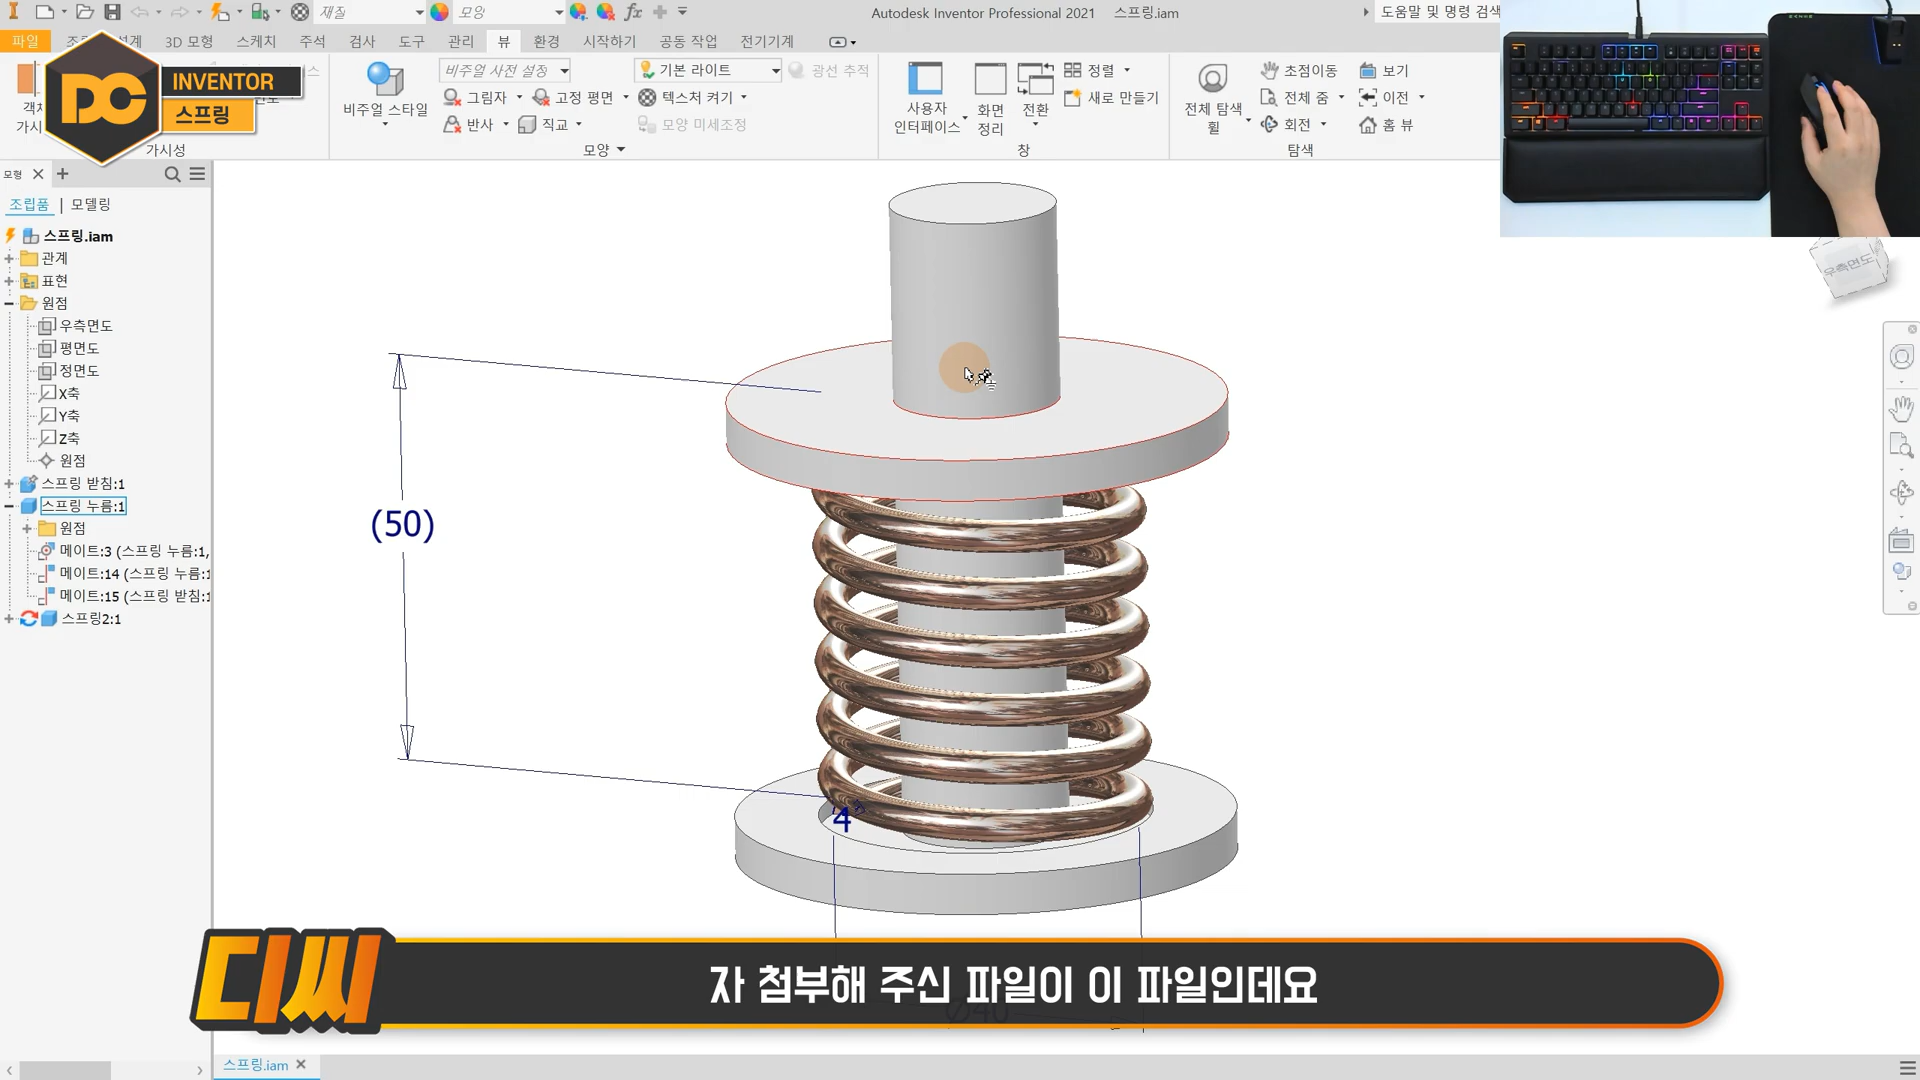 재질
모양
fx
Autodesk Inventor Professional 2021 스프링.iam
도움말 및 명령 검색
파일
3D 모형
스케치
주석
검사
도구
관리
뷰
환경
시작하기
공동 작업
전기기계
DC
INVENTOR
스프링
가시성
비주얼 스타일
비주얼 사전 설정
그림자
고정 평면
반사
직교
기본 라이트
텍스처 켜기
모양 미세조정
광선 추적
모양
사용자
인터페이스
화면
정리
전환
정렬
새로 만들기
창
전체 탐색
휠
초점이동
전체 줌
회전
보기
이전
홈 뷰
탐색
모형
조립품 | 모델링
스프링.iam
관계
표현
원점
우측면도
평면도
정면도
X축
Y축
Z축
원점
스프링 받침:1
스프링 누름:1
원점
메이트:3 (스프링 누름:1,
메이트:14 (스프링 누름:1
메이트:15 (스프링 받침:1
스프링2:1
우측면도
(50)
4
Ø40
디씨
자 첨부해 주신 파일이 이 파일인데요
스프링.iam